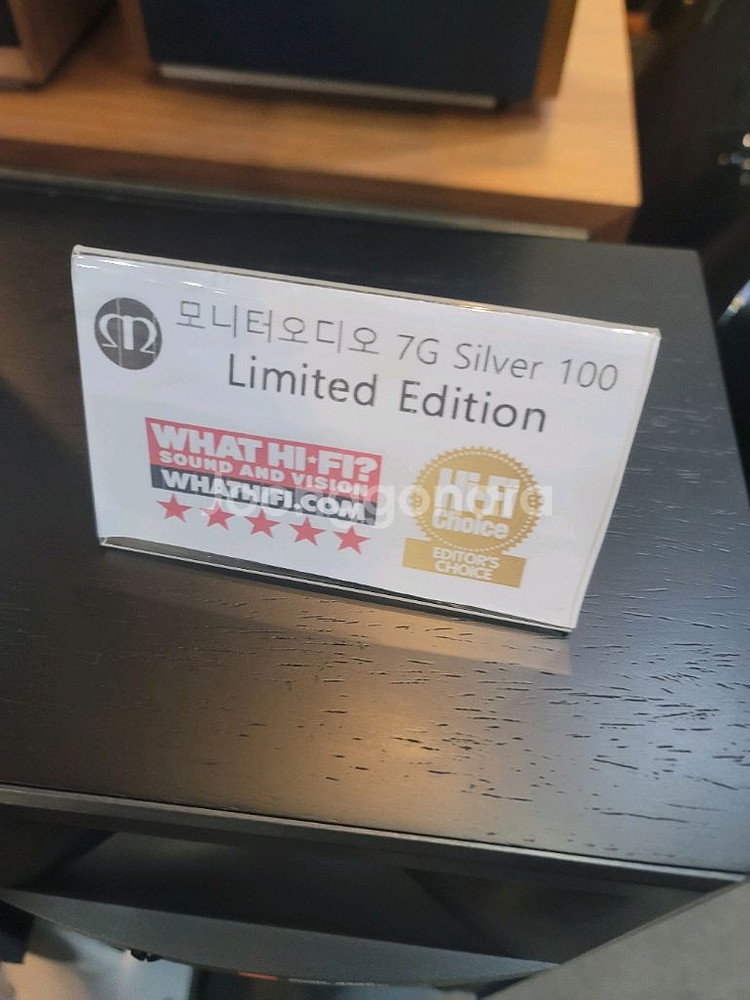 모니터오디오 7G Silver 100
Limited Edition
WHAT HI★FI?
SOUND AND VISION
WHATHIFI.COM
Hi-Fi
Choice
EDITOR'S
CHOICE
joonggonara